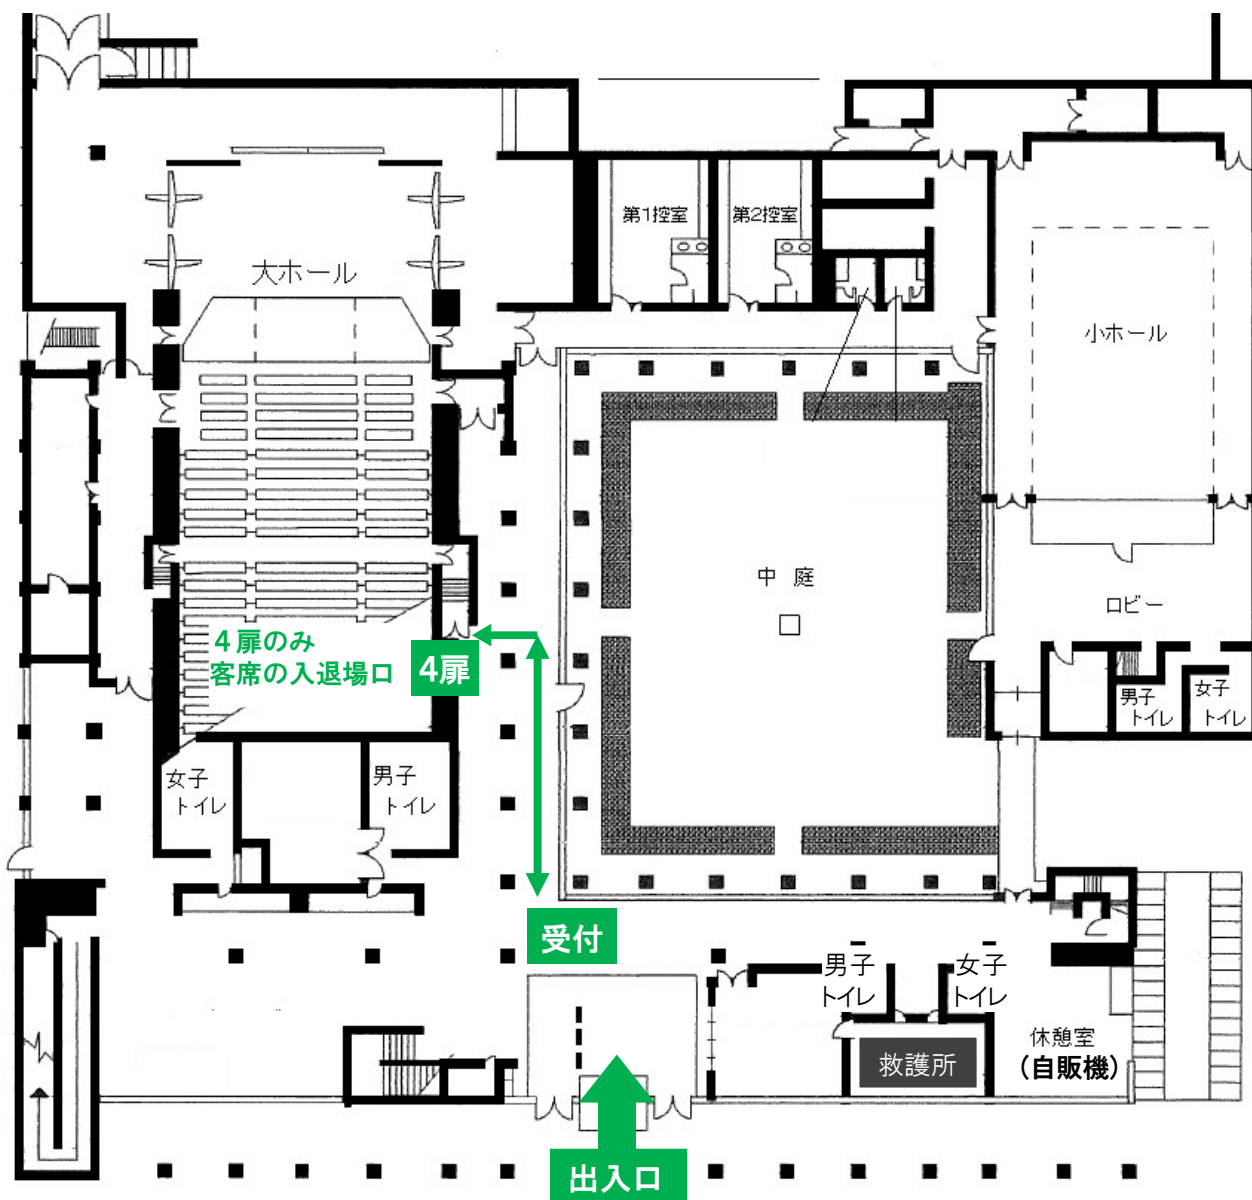 第1控室
第2控室
大ホール
小ホール
中 庭
ロビー
４扉のみ
客席の入退場口
4扉
男子
トイレ
女子
トイレ
女子
トイレ
男子
トイレ
受付
男子
トイレ
女子
トイレ
休憩室
（自販機）
救護所
出入口